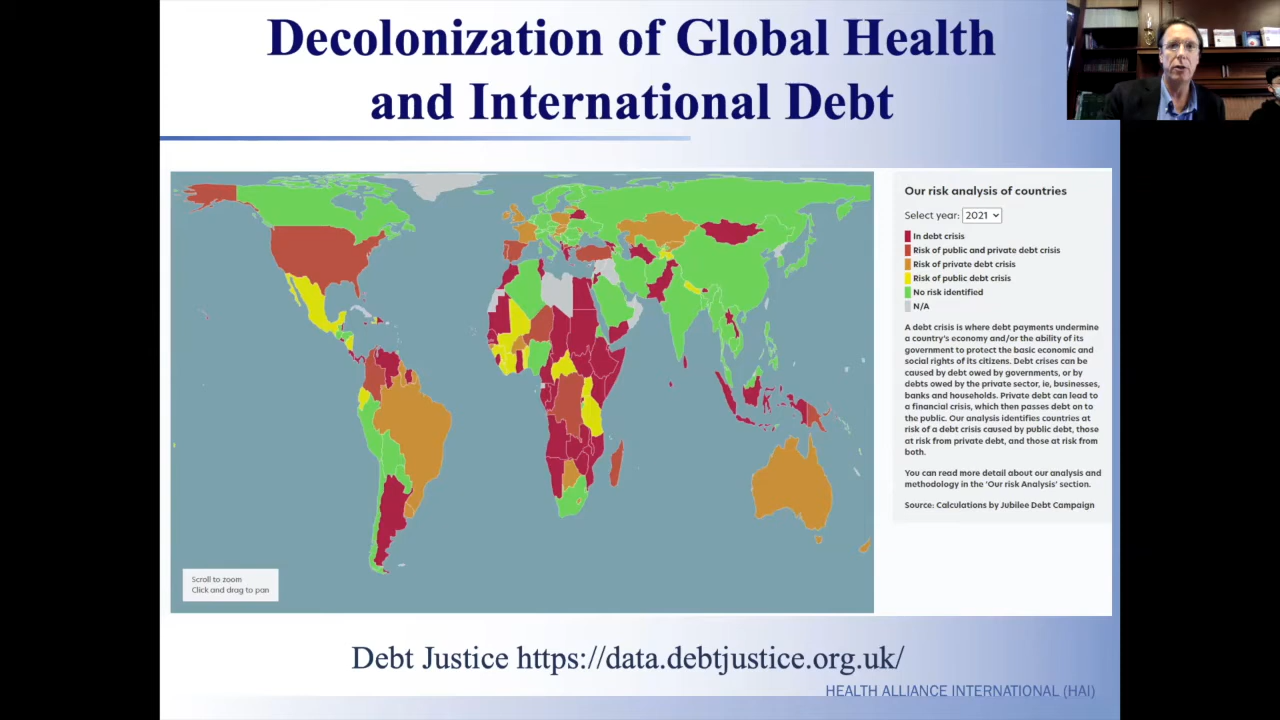 Decolonization of Global Health
and International Debt
Our risk analysis of countries
Select year: 2021
In debt crisis
Risk of public and private debt crisis
Risk of private debt crisis
Risk of public debt crisis
No risk identified
N/A
A debt crisis is where debt payments undermine
a country's economy and/or the ability of its
government to protect the basic economic and
social rights of its citizens. Debt crises can be
caused by debt owed by governments, or by
debts owed by the private sector, ie, businesses,
banks and households. Private debt can lead to
a financial crisis, which then passes debt on to
the public. Our analysis identifies countries at
risk of a debt crisis caused by public debt, those
at risk from private debt, and those at risk from
both.
You can read more detail about our analysis and
methodology in the 'Our risk Analysis' section.
Source: Calculations by Jubilee Debt Campaign
Scroll to zoom
Click and drag to pan
Debt Justice https://data.debtjustice.org.uk/
HEALTH ALLIANCE INTERNATIONAL (HAI)